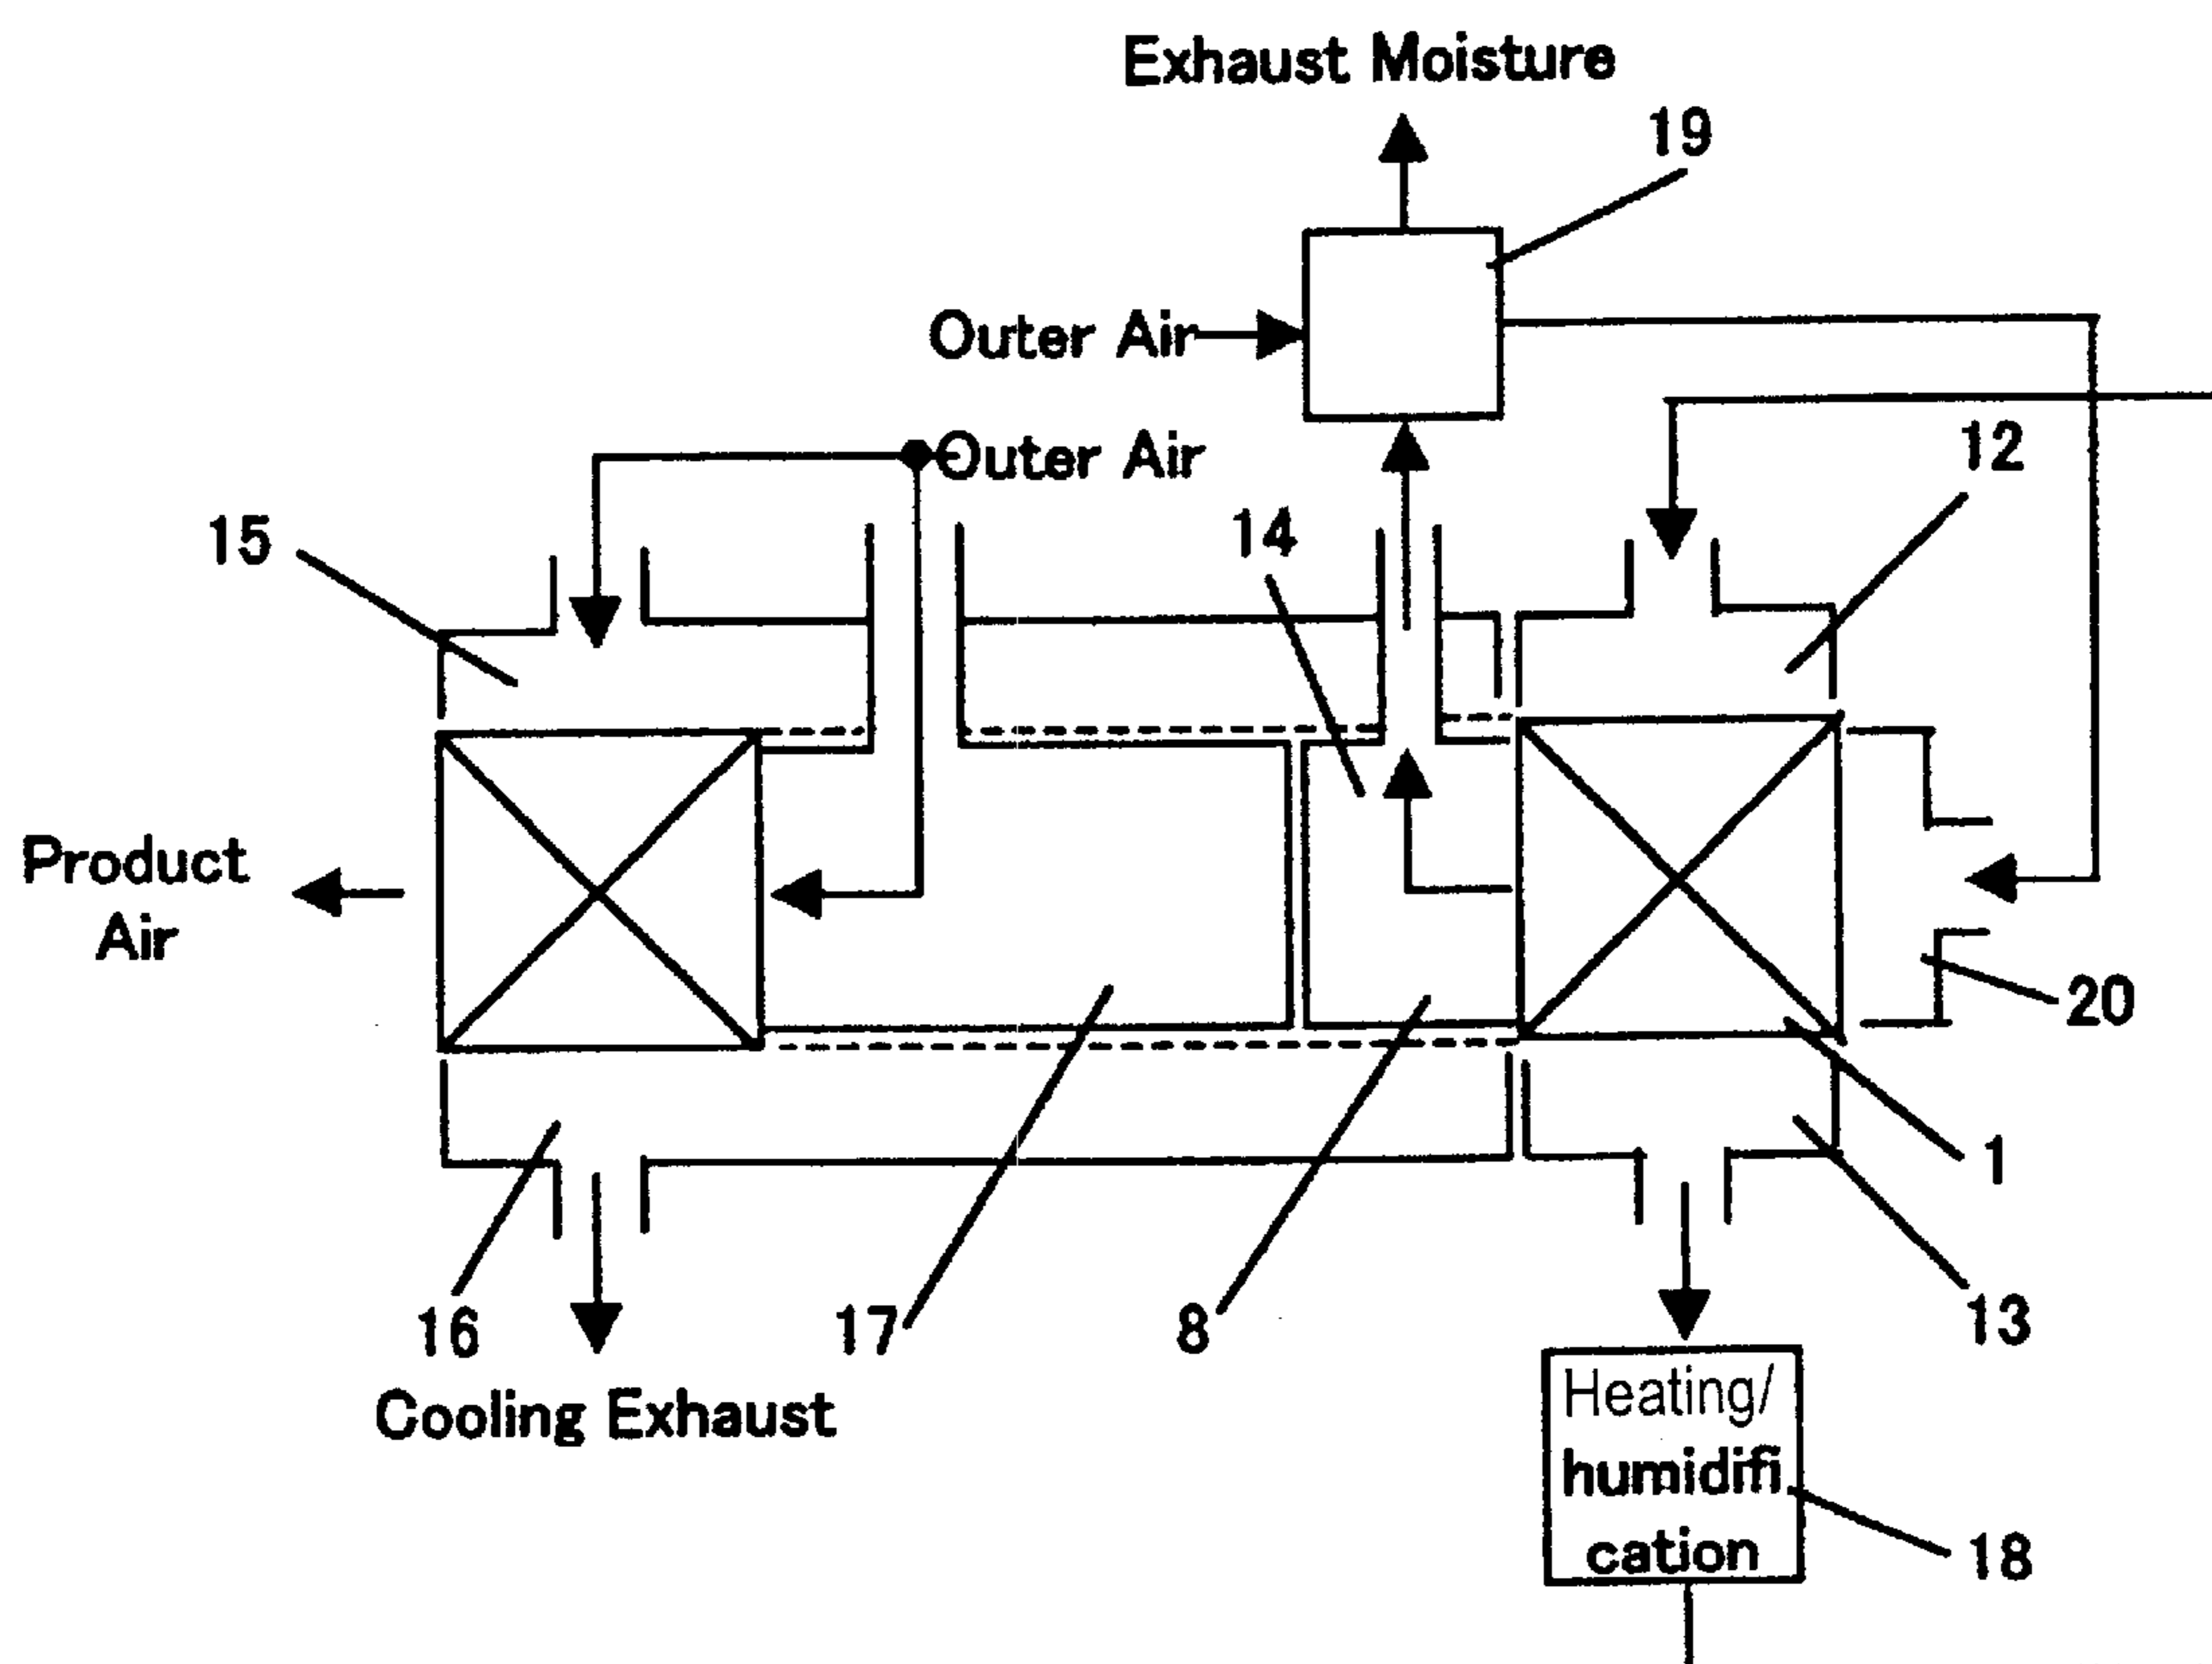 Exhaust Moisture
19
Outer Air
12
Outer Air
14
15
Product
Air
20
1
16
17
8
13
Heating/
humidifi
cation
Cooling Exhaust
18